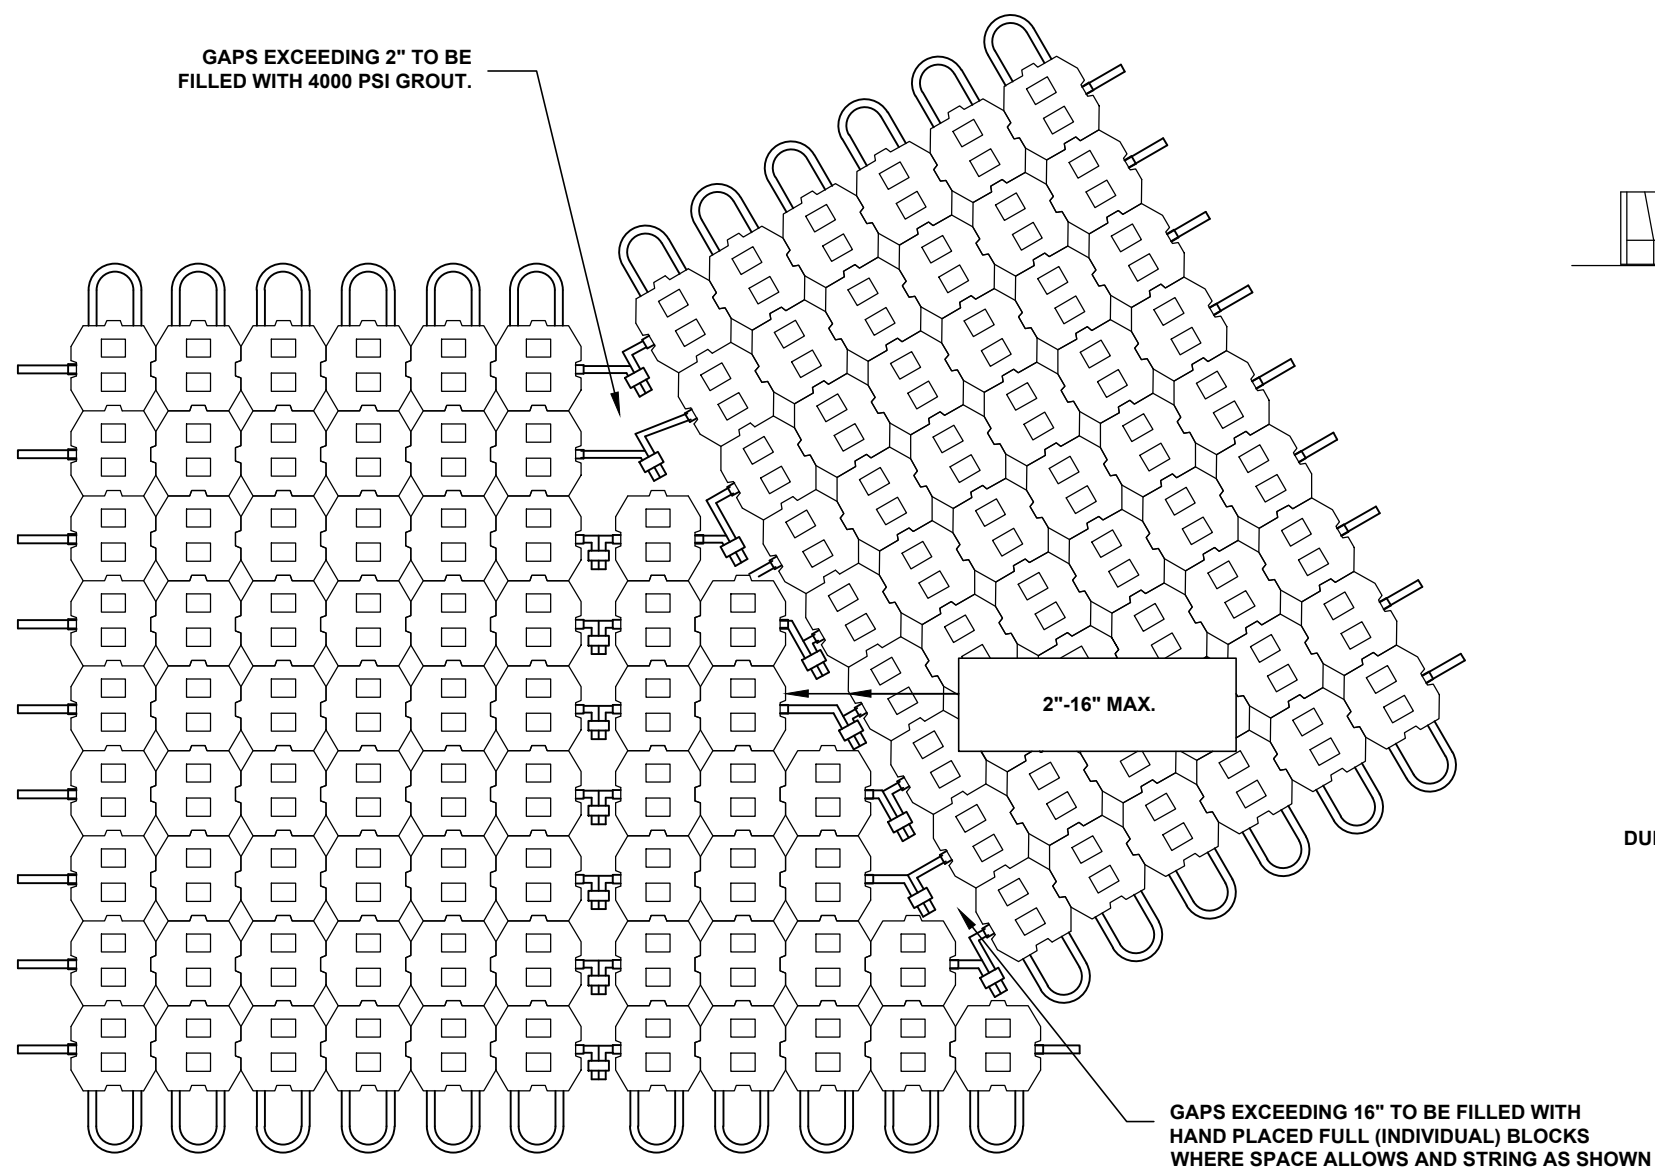 GAPS EXCEEDING 2" TO BE
FILLED WITH 4000 PSI GROUT.
2"-16" MAX.
GAPS EXCEEDING 16" TO BE FILLED WITH
HAND PLACED FULL (INDIVIDUAL) BLOCKS
WHERE SPACE ALLOWS AND STRING AS SHOWN